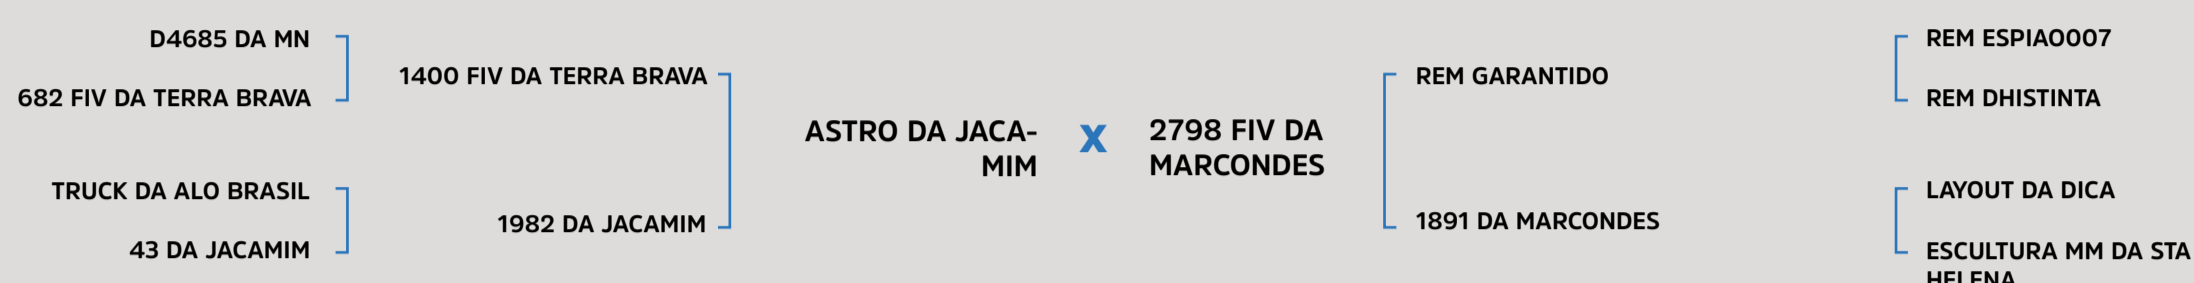 D4685 DA MN
682 FIV DA TERRA BRAVA
TRUCK DA ALO BRASIL
43 DA JACAMIM
1400 FIV DA TERRA BRAVA
1982 DA JACAMIM
ASTRO DA JACA-
MIM
X
2798 FIV DA
MARCONDES
REM GARANTIDO
1891 DA MARCONDES
REM ESPIAO007
REM DHISTINTA
LAYOUT DA DICA
ESCULTURA MM DA STA
HELENA